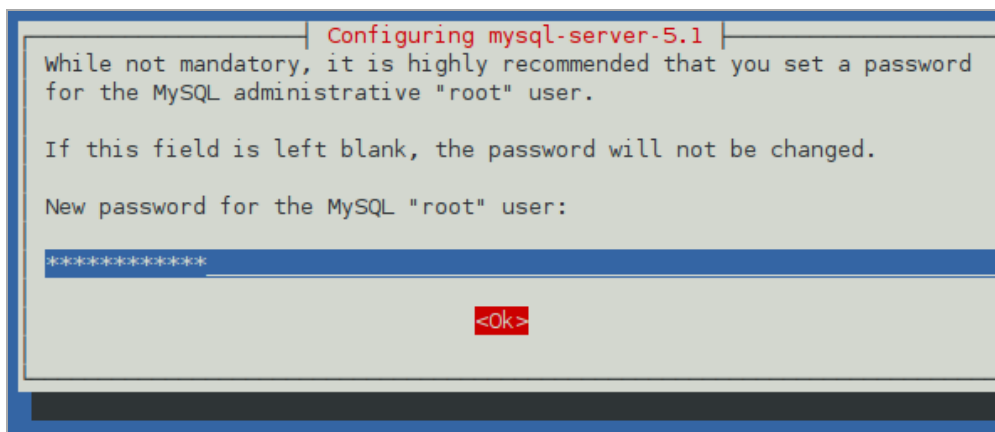 Configuring mysql-server-5.1
While not mandatory, it is highly recommended that you set a password
for the MySQL administrative "root" user.
If this field is left blank, the password will not be changed.
New password for the MySQL "root" user:
************
<Ok>